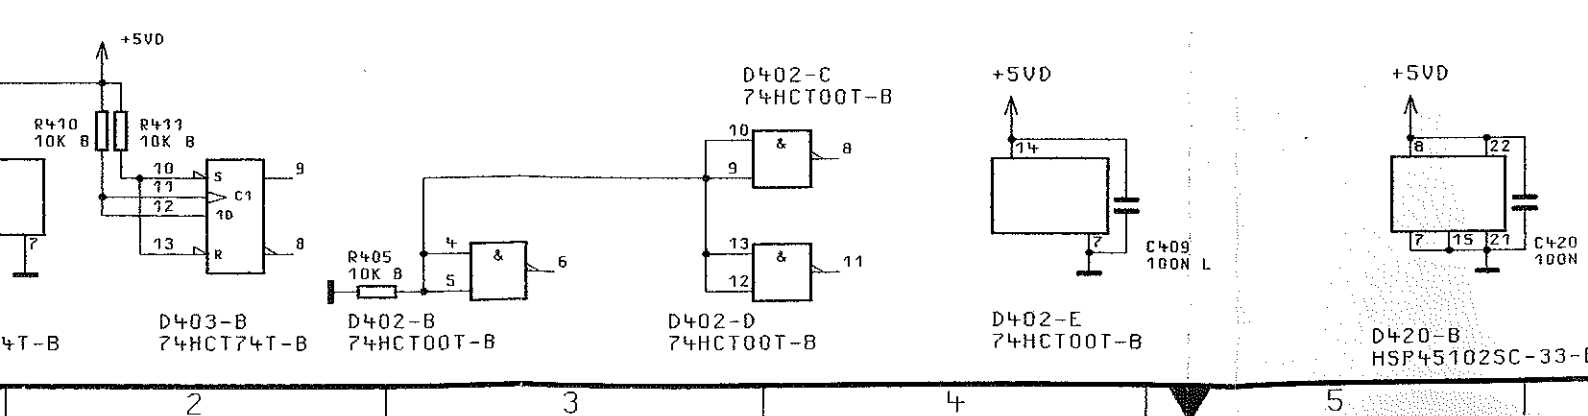 +5VD
R410
10K B
R411
10K B
10
11
12
13
S
C1
1D
R
9
8
7
4T-B
D403-B
74HCT74T-B
R405
10K B
4
5
&
6
D402-B
74HCT00T-B
D402-C
74HCT00T-B
10
9
&
8
13
12
&
11
D402-D
74HCT00T-B
+5VD
14
7
C409
100N L
D402-E
74HCT00T-B
+5VD
8
22
7
15
21
C420
100N
D420-B
HSP45102SC-33-B
2
3
4
5